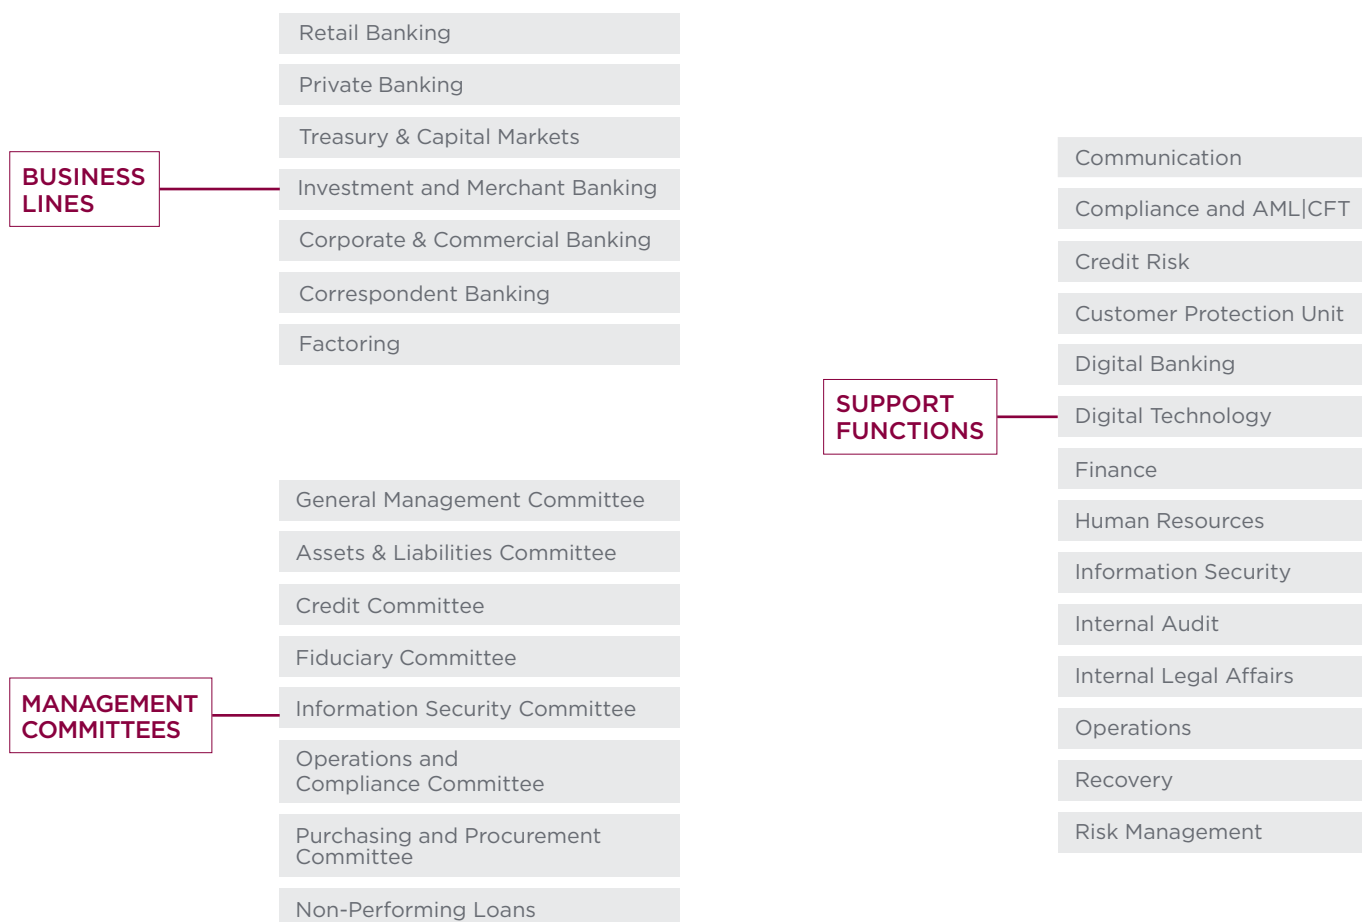 BUSINESS
LINES
Retail Banking
Private Banking
Treasury & Capital Markets
Investment and Merchant Banking
Corporate & Commercial Banking
Correspondent Banking
Factoring
MANAGEMENT
COMMITTEES
General Management Committee
Assets & Liabilities Committee
Credit Committee
Fiduciary Committee
Information Security Committee
Operations and
Compliance Committee
Purchasing and Procurement
Committee
Non-Performing Loans
SUPPORT
FUNCTIONS
Communication
Compliance and AML|CFT
Credit Risk
Customer Protection Unit
Digital Banking
Digital Technology
Finance
Human Resources
Information Security
Internal Audit
Internal Legal Affairs
Operations
Recovery
Risk Management